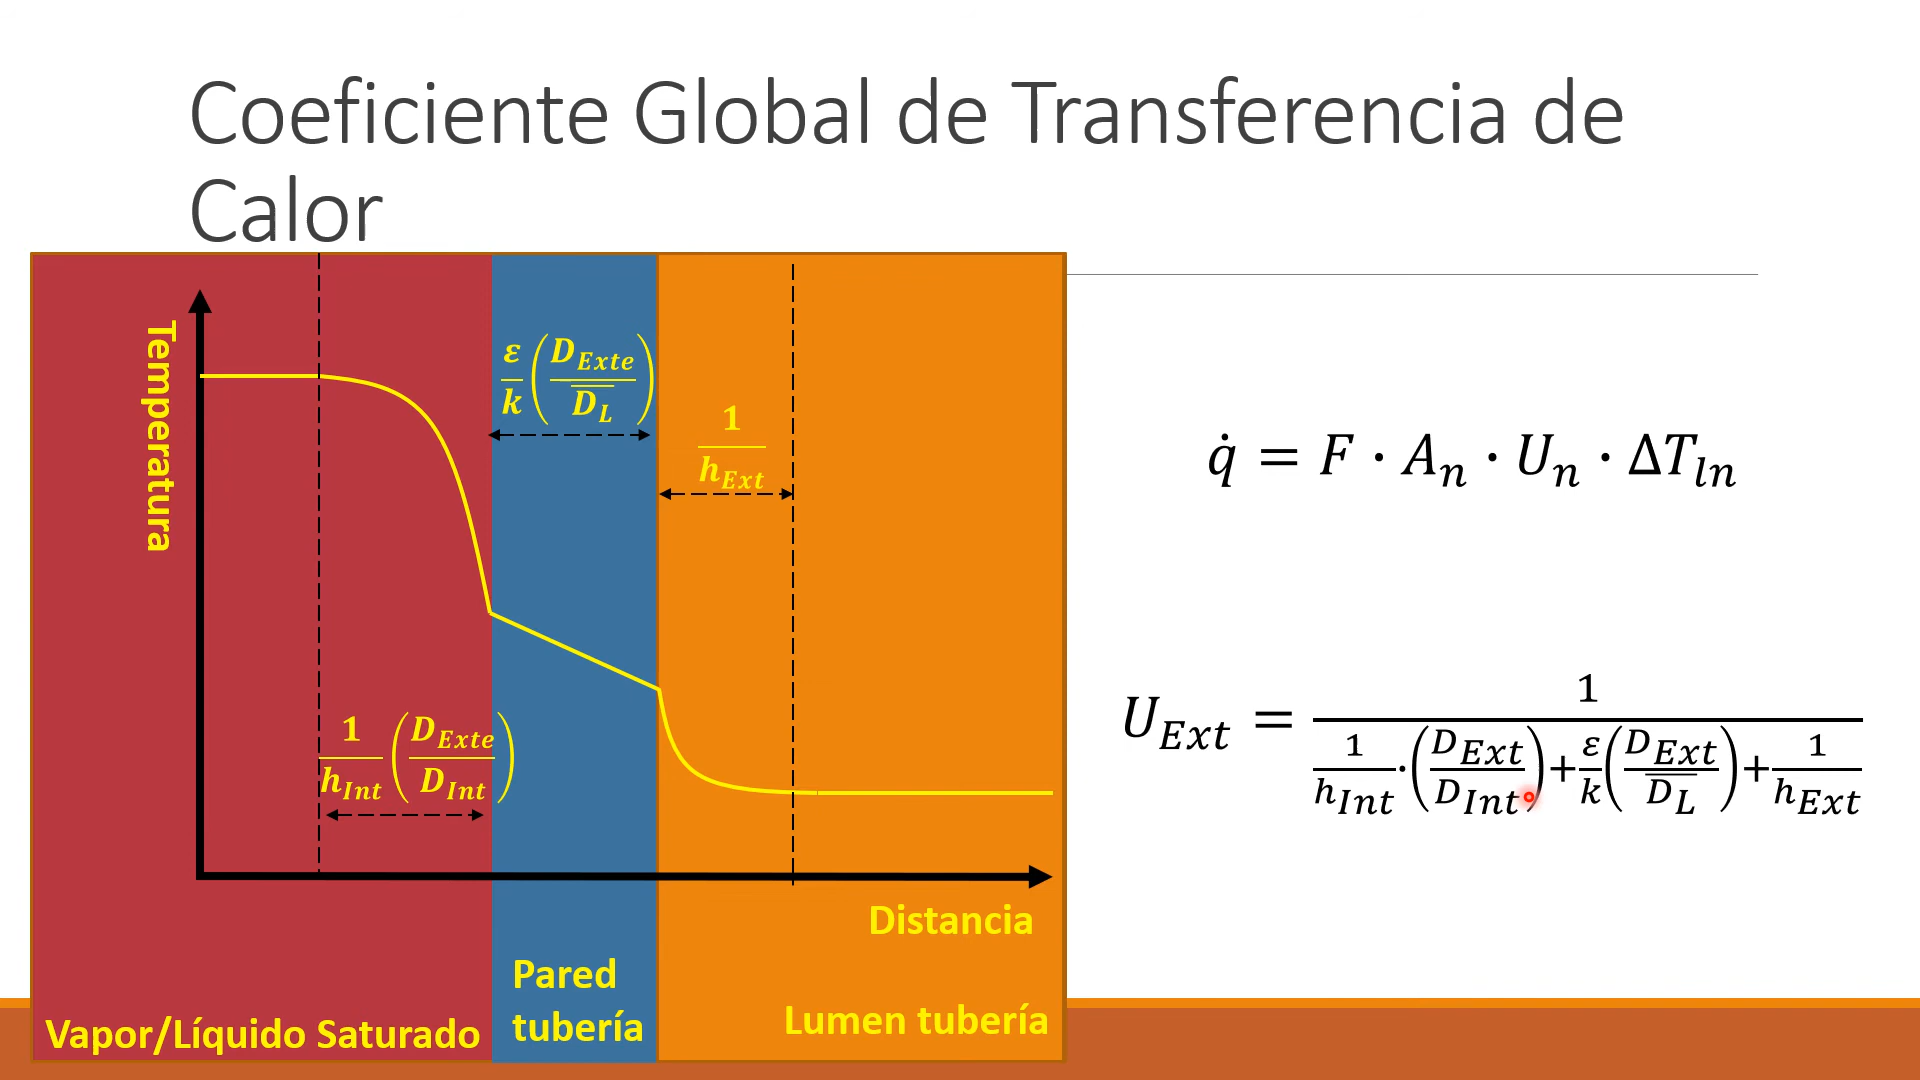 Coeficiente Global de Transferencia de
Calor
Temperatura
ε/k (D_Exte/D̅_L̅)
1/h_Ext
1/h_Int (D_Exte/D_Int)
Distancia
Pared
tubería
Vapor/Líquido Saturado
Lumen tubería
q̇ = F · A_n · U_n · ΔT_ln
U_Ext = 1/(1/h_Int · (D_Ext/D_Int) + ε/k (D_Ext/D̅_L̅) + 1/h_Ext)